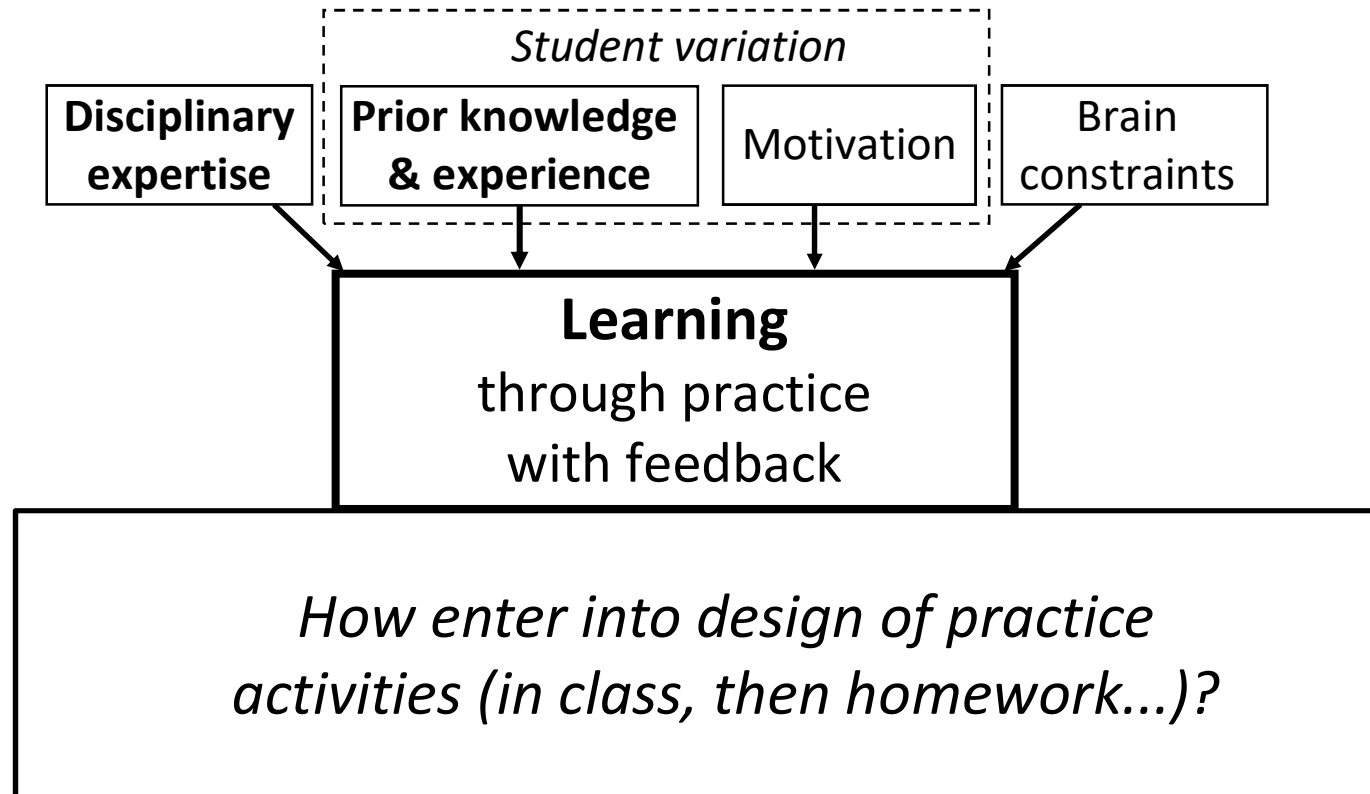 Student variation
Disciplinary
expertise
Prior knowledge
& experience
Motivation
Brain
constraints
Learning
through practice
with feedback
How enter into design of practice
activities (in class, then homework...)?